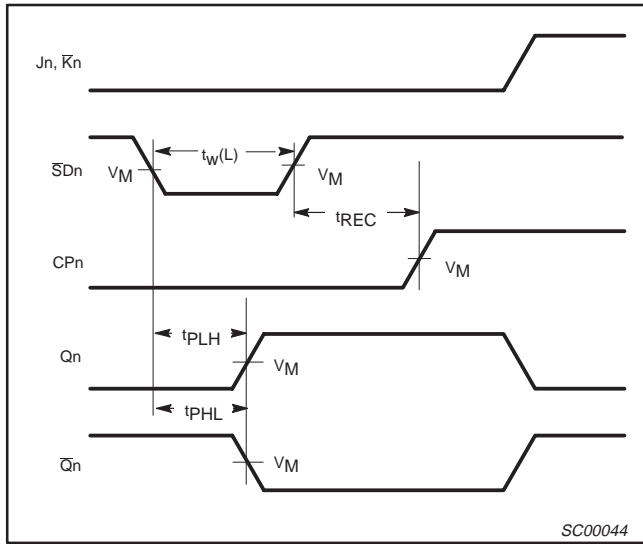 Jn, K̅n
S̅Dn
VM
tw(L)
VM
tREC
CPn
VM
tPLH
Qn
VM
tPHL
VM
Q̅n
SC00044